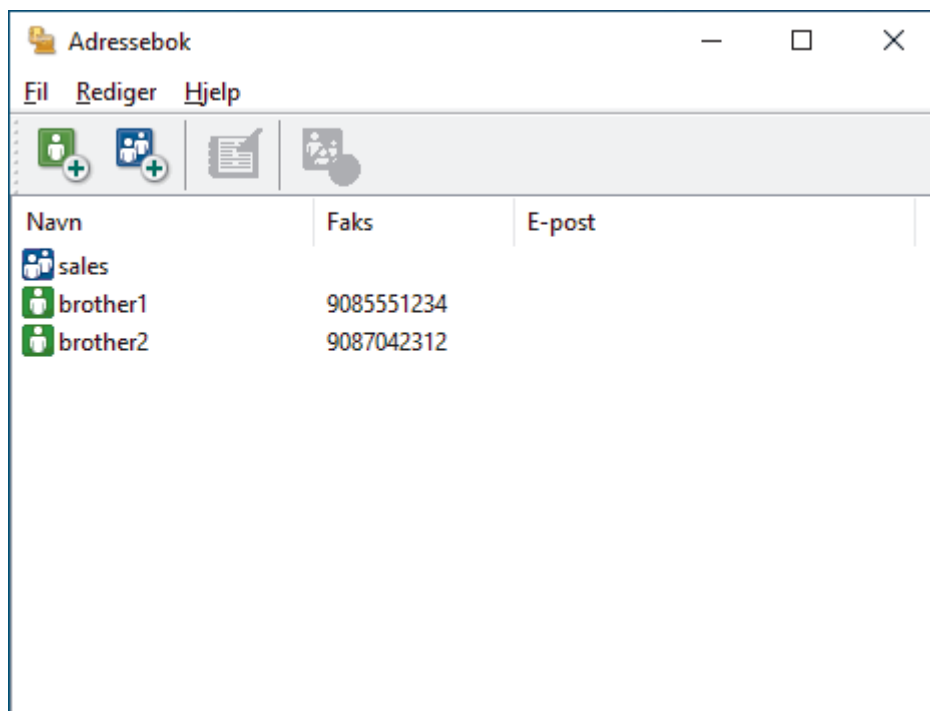 Adressebok
Fil Rediger Hjelp
Navn Faks E-post
sales
brother1 9085551234
brother2 9087042312